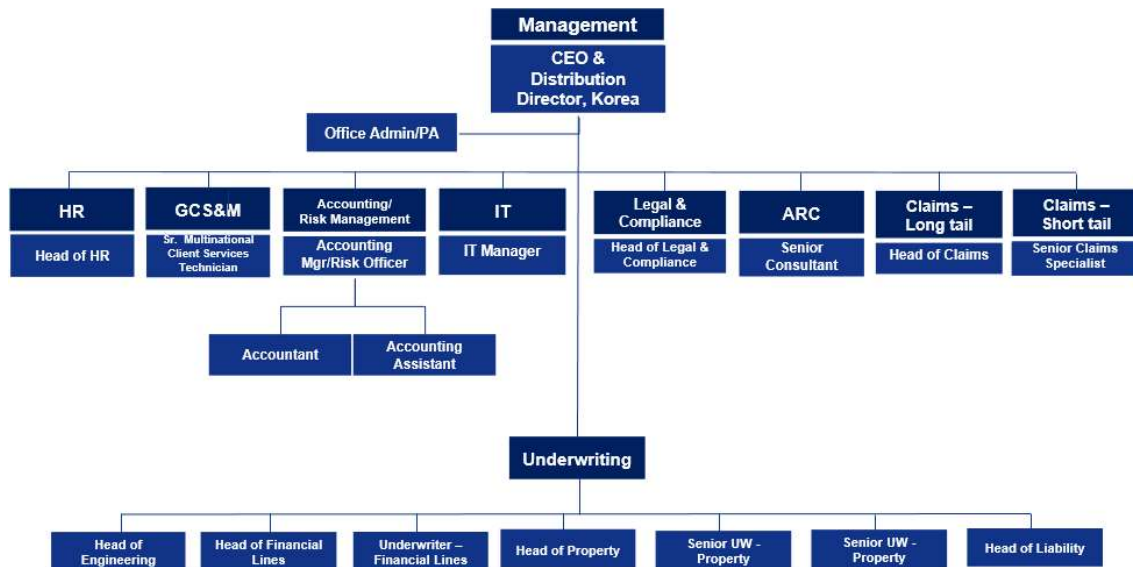 Management
CEO &
Distribution
Director, Korea
Office Admin/PA
HR
Head of HR
GCS&M
Sr. Multinational
Client Services
Technician
Accounting/
Risk Management
Accounting
Mgr/Risk Officer
IT
IT Manager
Legal &
Compliance
Head of Legal &
Compliance
ARC
Senior
Consultant
Claims –
Long tail
Head of Claims
Claims –
Short tail
Senior Claims
Specialist
Accountant
Accounting
Assistant
Underwriting
Head of
Engineering
Head of Financial
Lines
Underwriter –
Financial Lines
Head of Property
Senior UW -
Property
Senior UW -
Property
Head of Liability